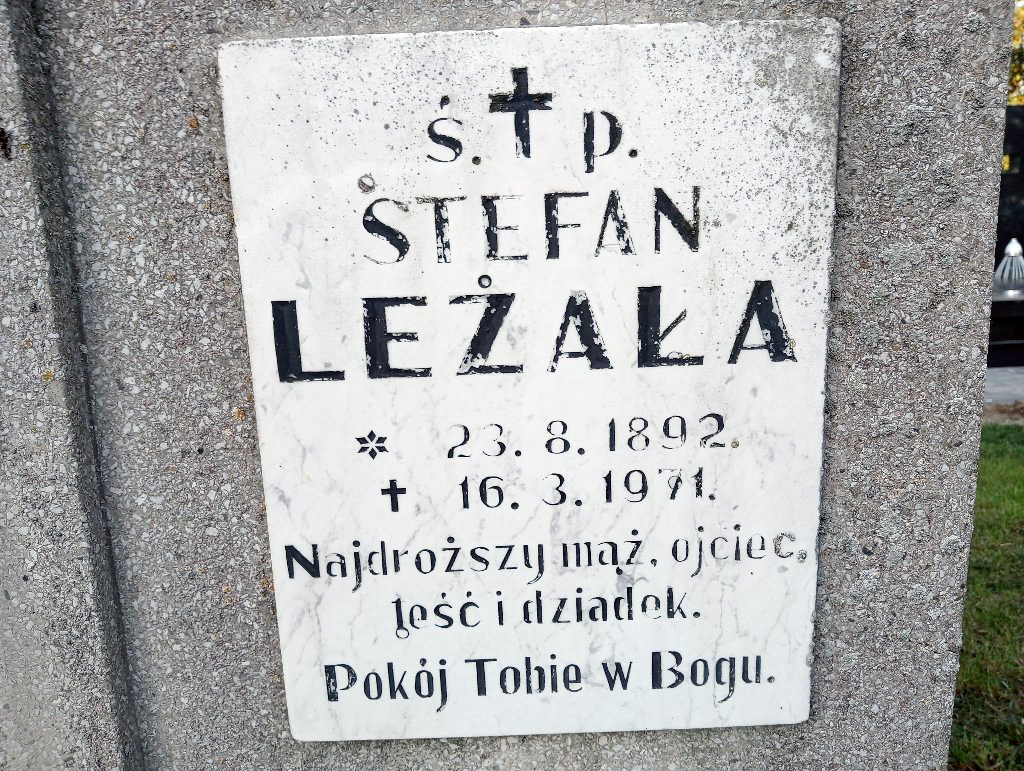 ś. ✝ p.
STEFAN
LEŻAŁA
* 23. 8. 1892.
✝ 16. 3. 1971.
Najdroższy mąż, ojciec,
teść i dziadek.
Pokój Tobie w Bogu.